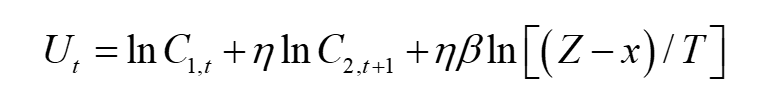 U_t = ln C_{1,t} + η ln C_{2,t+1} + ηβ ln[(Z − x) / T]